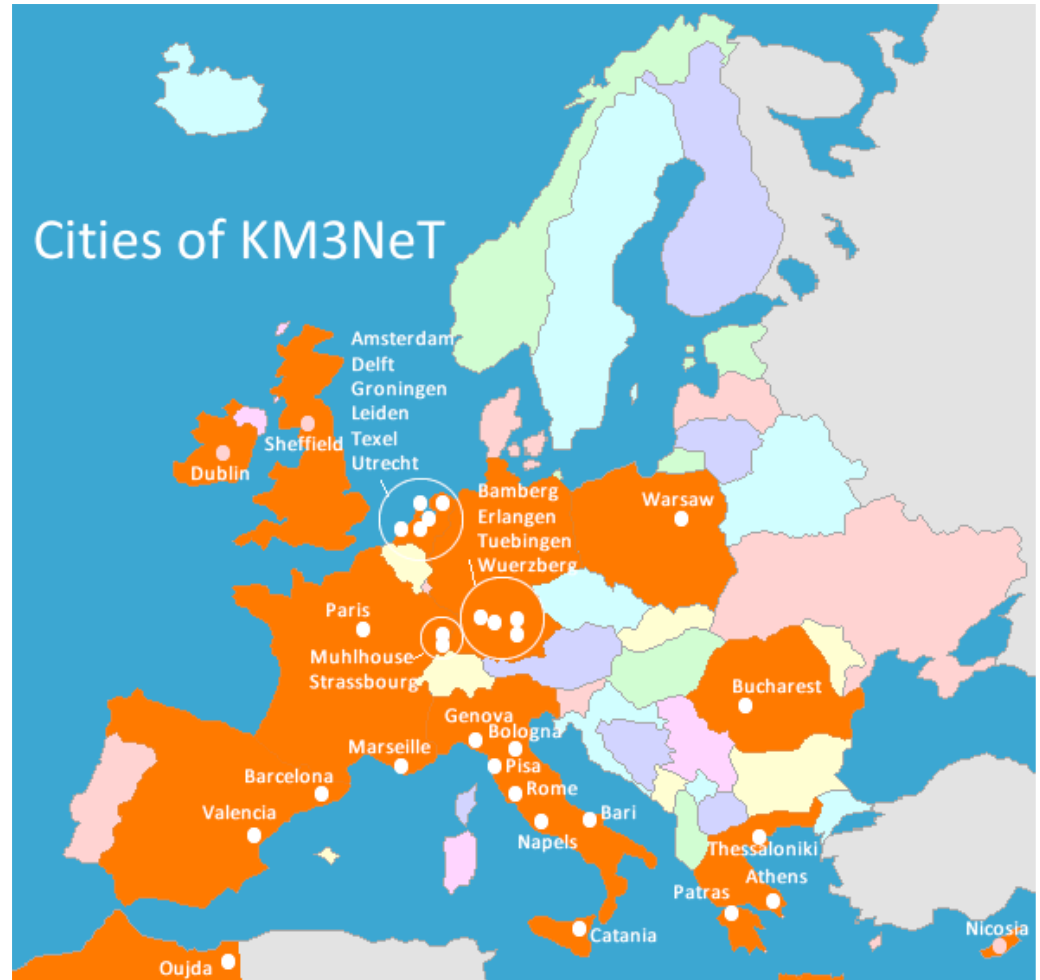 Cities of KM3NeT
Amsterdam
Delft
Groningen
Leiden
Texel
Utrecht
Sheffield
Dublin
Bamberg
Erlangen
Tuebingen
Wuerzberg
Warsaw
Paris
Muhlhouse
Strassbourg
Bucharest
Genova
Bologna
Marseille
Pisa
Barcelona
Rome
Valencia
Bari
Napels
Thessaloniki
Athens
Patras
Catania
Nicosia
Oujda